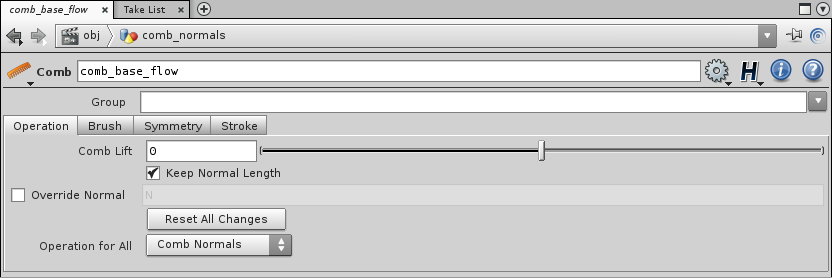 comb_base_flow Take List
obj comb_normals
Comb comb_base_flow H i ?
Group
Operation Brush Symmetry Stroke
Comb Lift 0
Keep Normal Length
Override Normal N
Reset All Changes
Operation for All Comb Normals